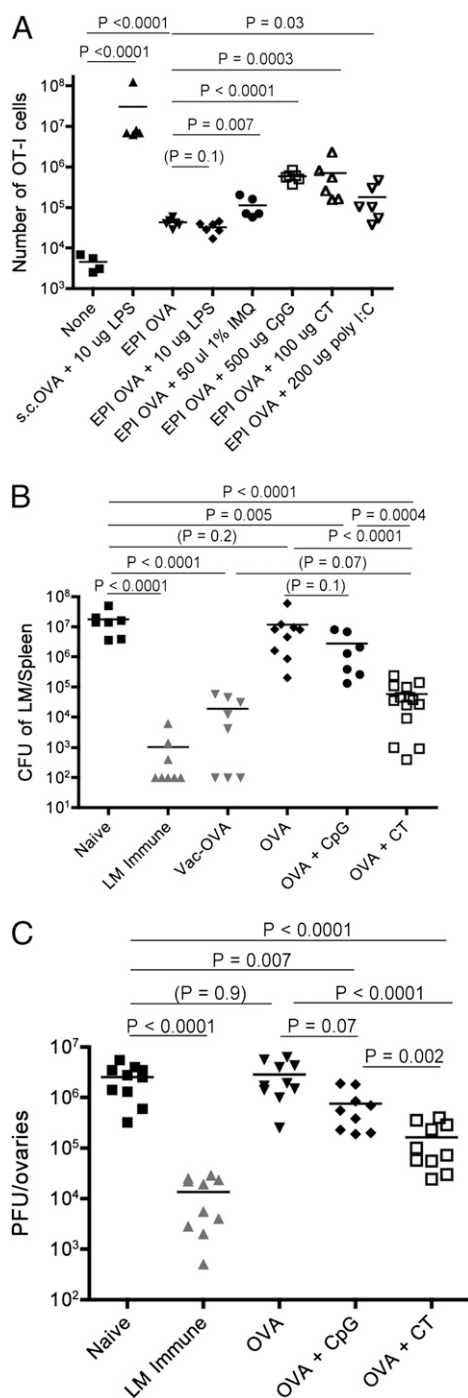 A
P = 0.03
P <0.0001
P = 0.0003
P <0.0001
P < 0.0001
P = 0.007
(P = 0.1)
Number of OT-I cells
10⁸
10⁷
10⁶
10⁵
10⁴
10³
None
s.c.OVA + 10 ug LPS
EPI OVA
EPI OVA + 10 ug LPS
EPI OVA + 50 ul 1% IMQ
EPI OVA + 500 ug CpG
EPI OVA + 100 ug CT
EPI OVA + 200 ug poly I:C
B
P < 0.0001
P = 0.005
P = 0.0004
(P = 0.2)
P < 0.0001
P < 0.0001
(P = 0.07)
P < 0.0001
(P = 0.1)
CFU of LM/Spleen
10⁸
10⁷
10⁶
10⁵
10⁴
10³
10²
10¹
Naive
LM Immune
Vac-OVA
OVA
OVA + CpG
OVA + CT
C
P < 0.0001
P = 0.007
(P = 0.9)
P < 0.0001
P < 0.0001
P = 0.07
P = 0.002
PFU/ovaries
10⁷
10⁶
10⁵
10⁴
10³
10²
Naive
LM Immune
OVA
OVA + CpG
OVA + CT